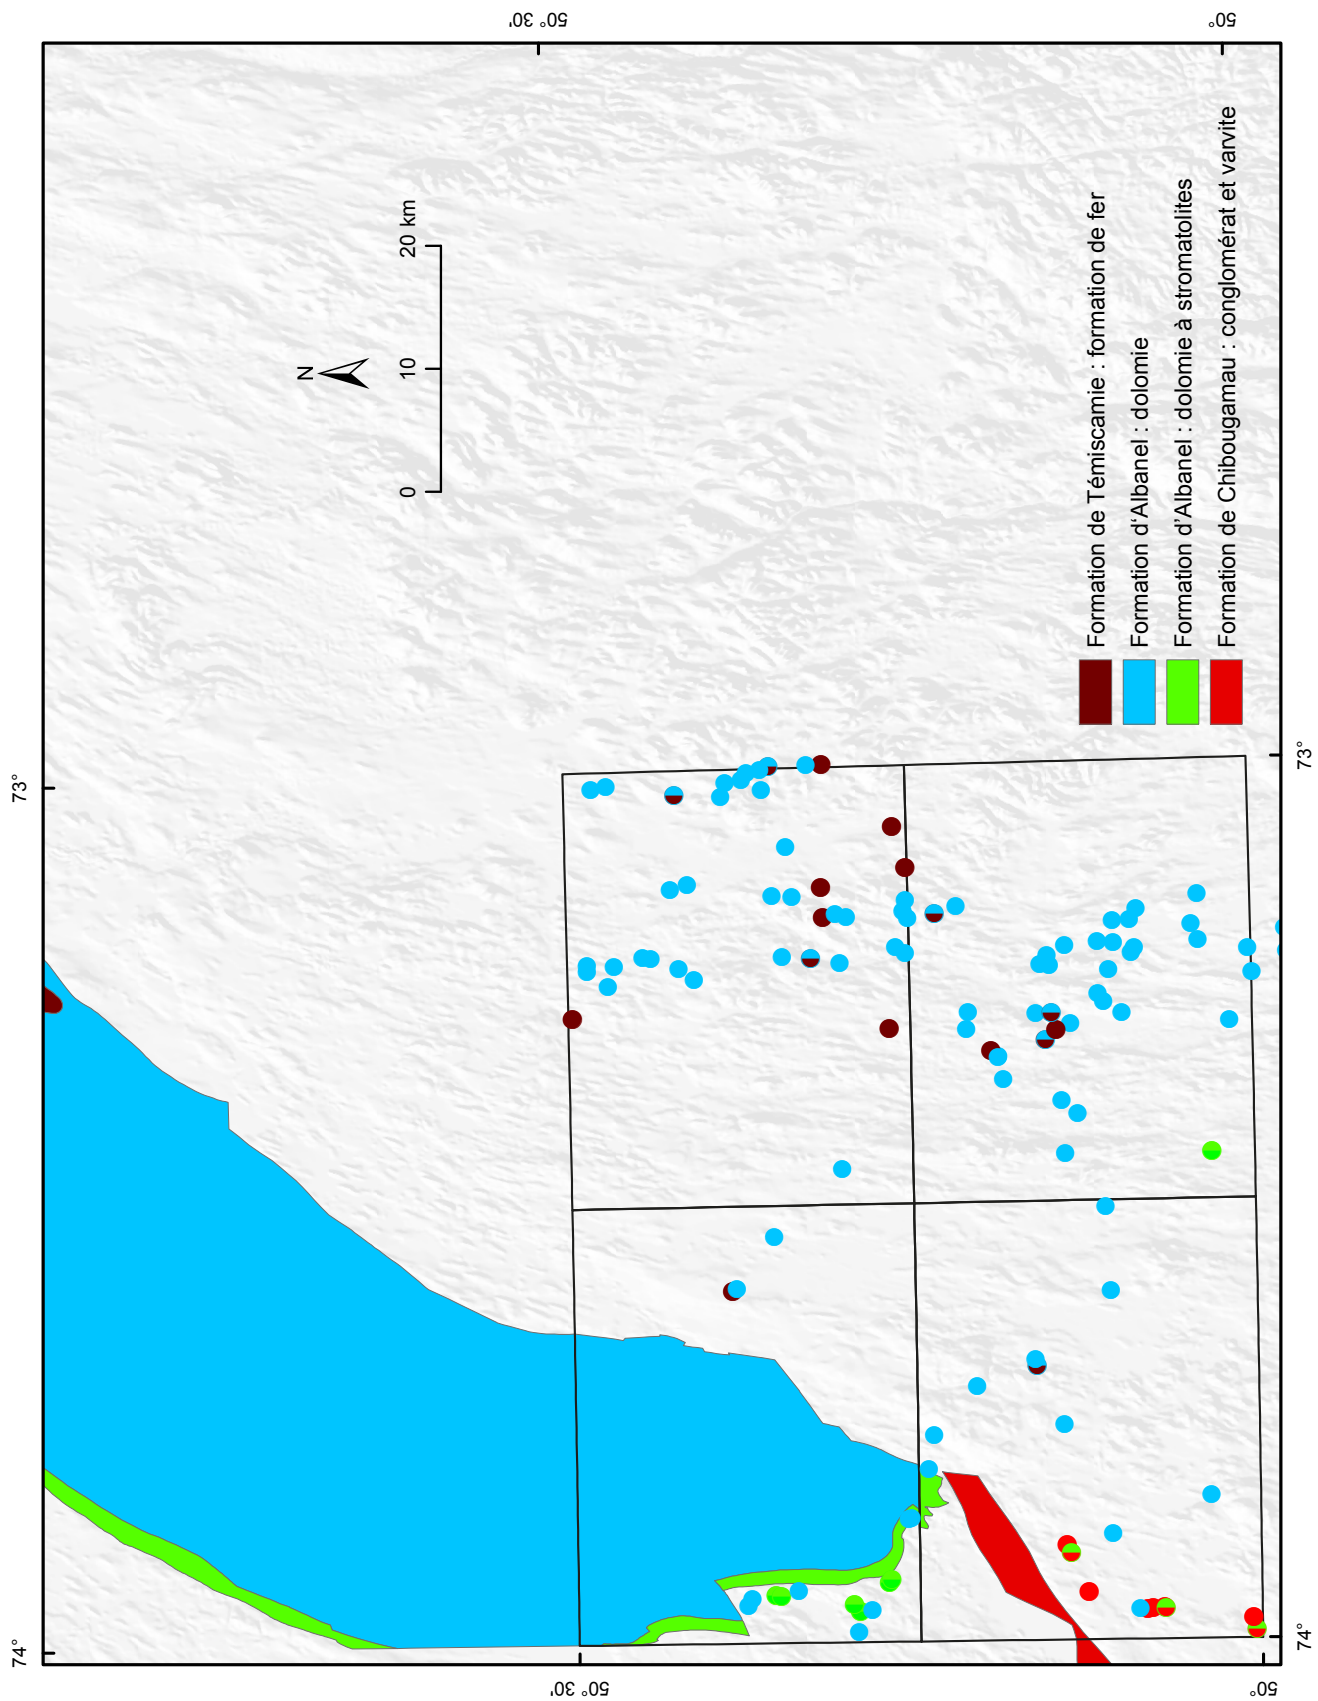 50° 30'
50°
73°
74°
N
0 10 20 km
Formation de Témiscamie : formation de fer
Formation d'Albanel : dolomie
Formation d'Albanel : dolomie à stromatolites
Formation de Chibougamau : conglomérat et varvite
73°
74°
50° 30'
50°